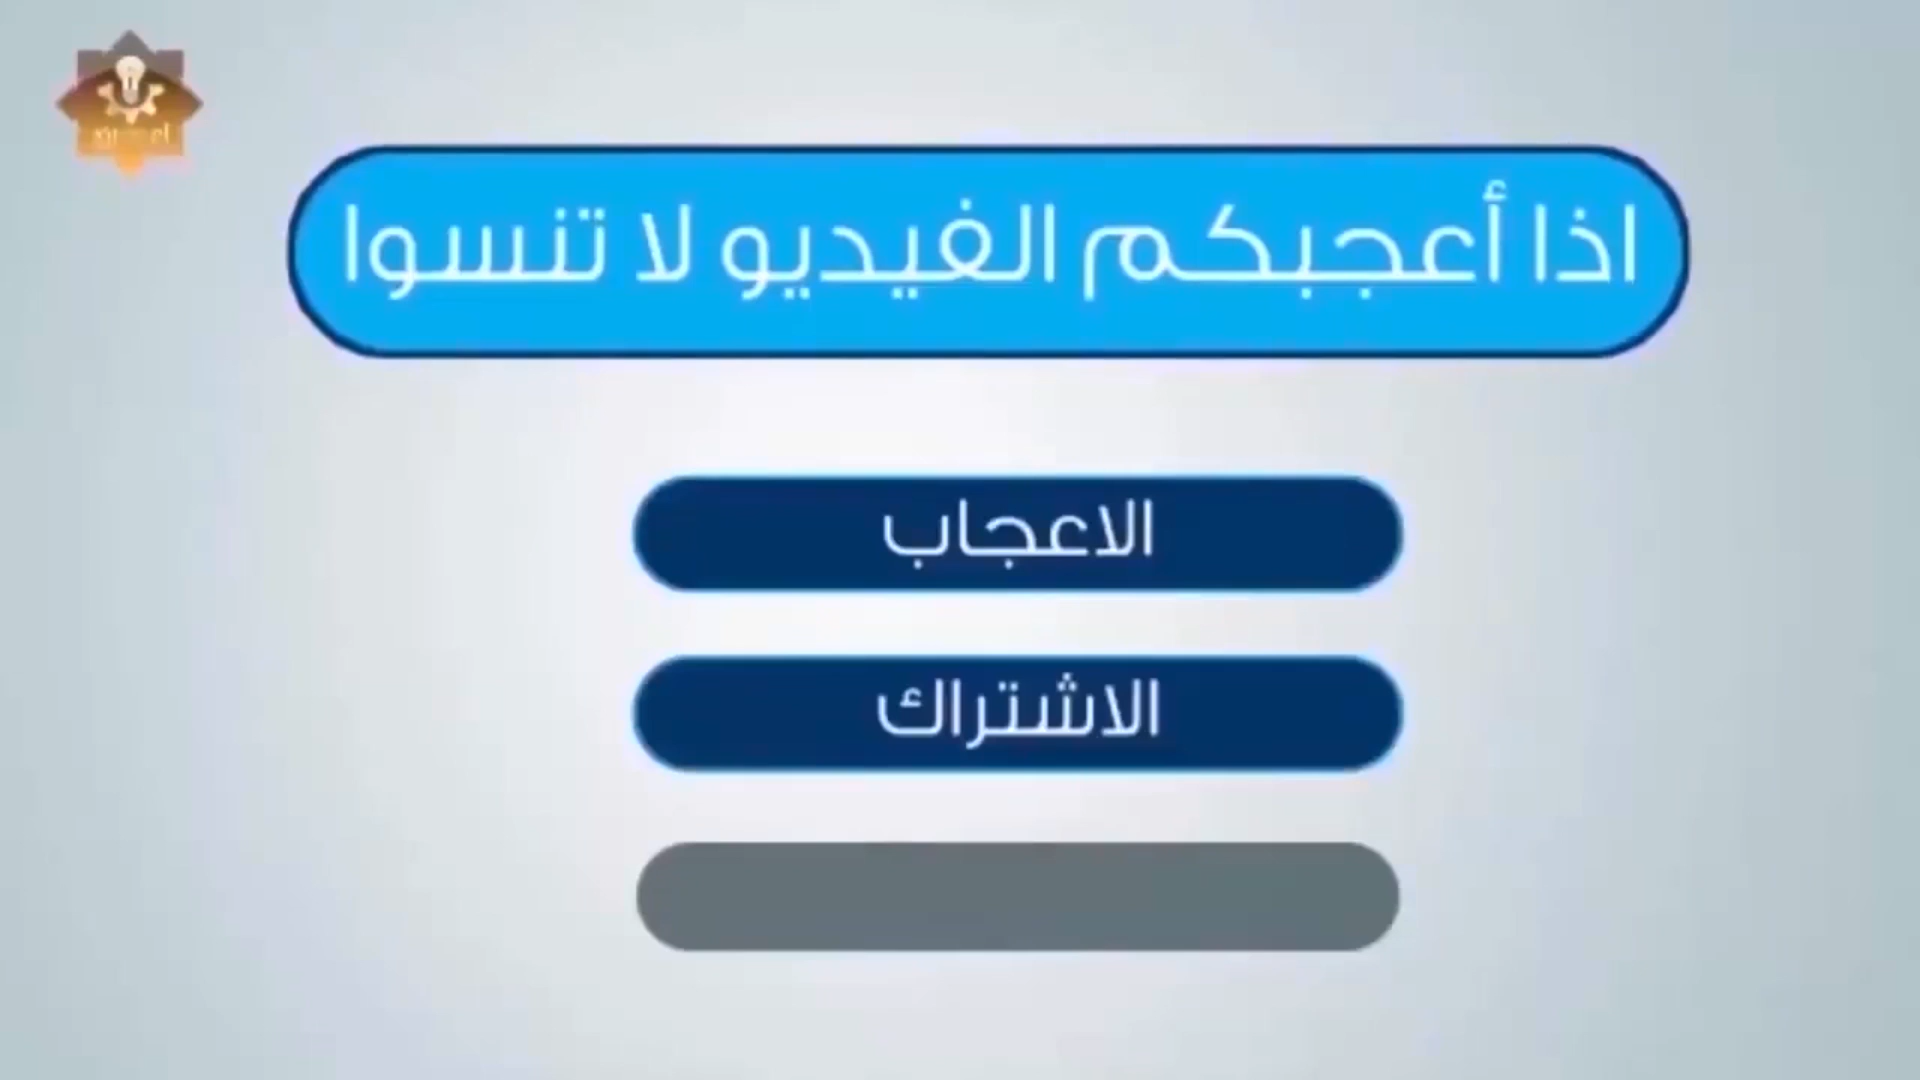 اذا أعجبكم الفيديو لا تنسوا
الاعجاب
الاشتراك